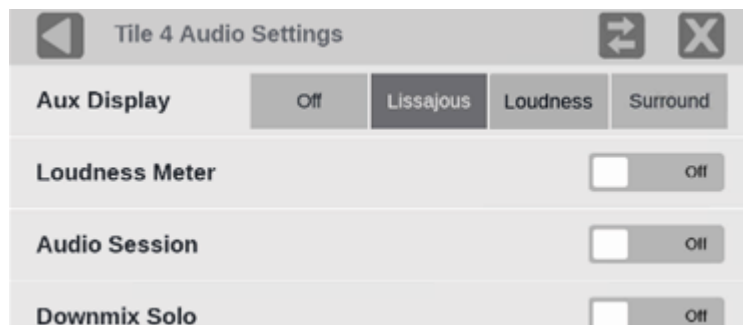 Tile 4 Audio Settings
Aux Display Off Lissajous Loudness Surround
Loudness Meter Off
Audio Session Off
Downmix Solo Off